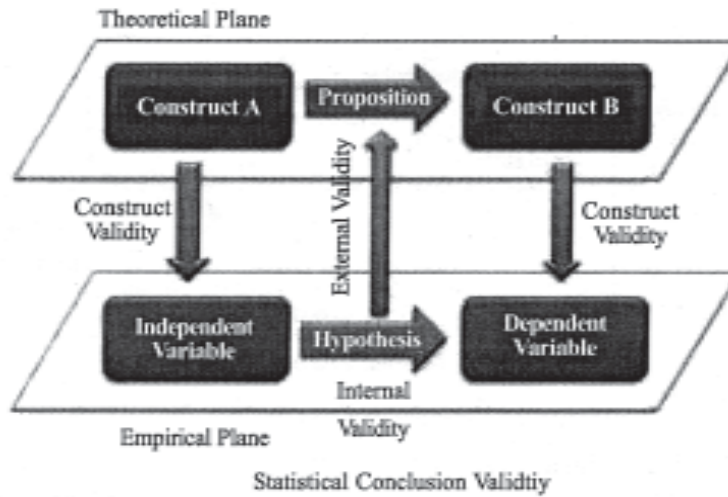 Theoretical Plane
Construct A
Proposition
Construct B
Construct
Validity
External Validity
Construct
Validity
Independent
Variable
Hypothesis
Dependent
Variable
Internal
Validity
Empirical Plane
Statistical Conclusion Validtiy